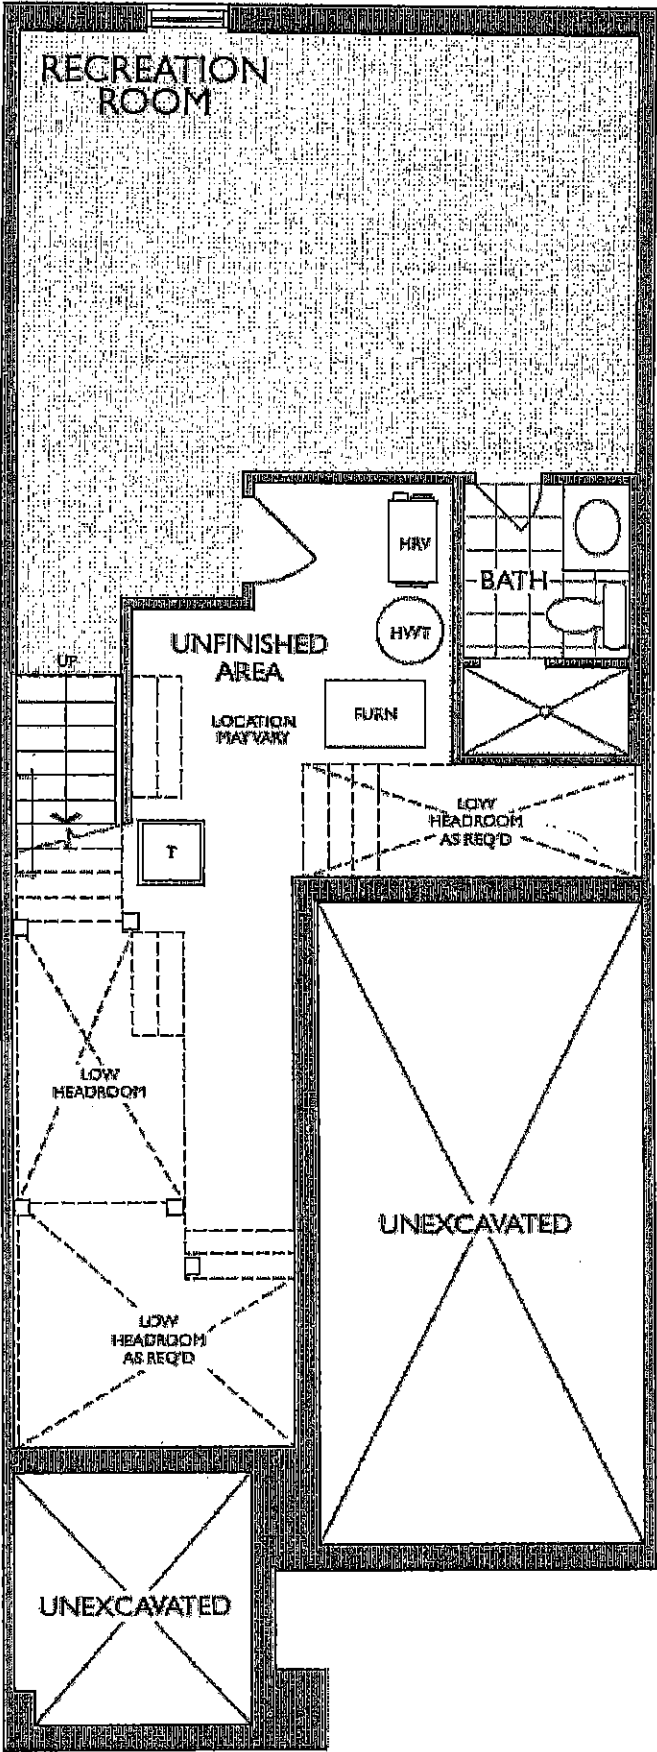 RECREATION
ROOM
HRV
BATH
HWT
UNFINISHED
AREA
UP
LOCATION
MAY VARY
FURN
LOW
HEADROOM
AS REQ'D
T
LOW
HEADROOM
UNEXCAVATED
LOW
HEADROOM
AS REQ'D
UNEXCAVATED